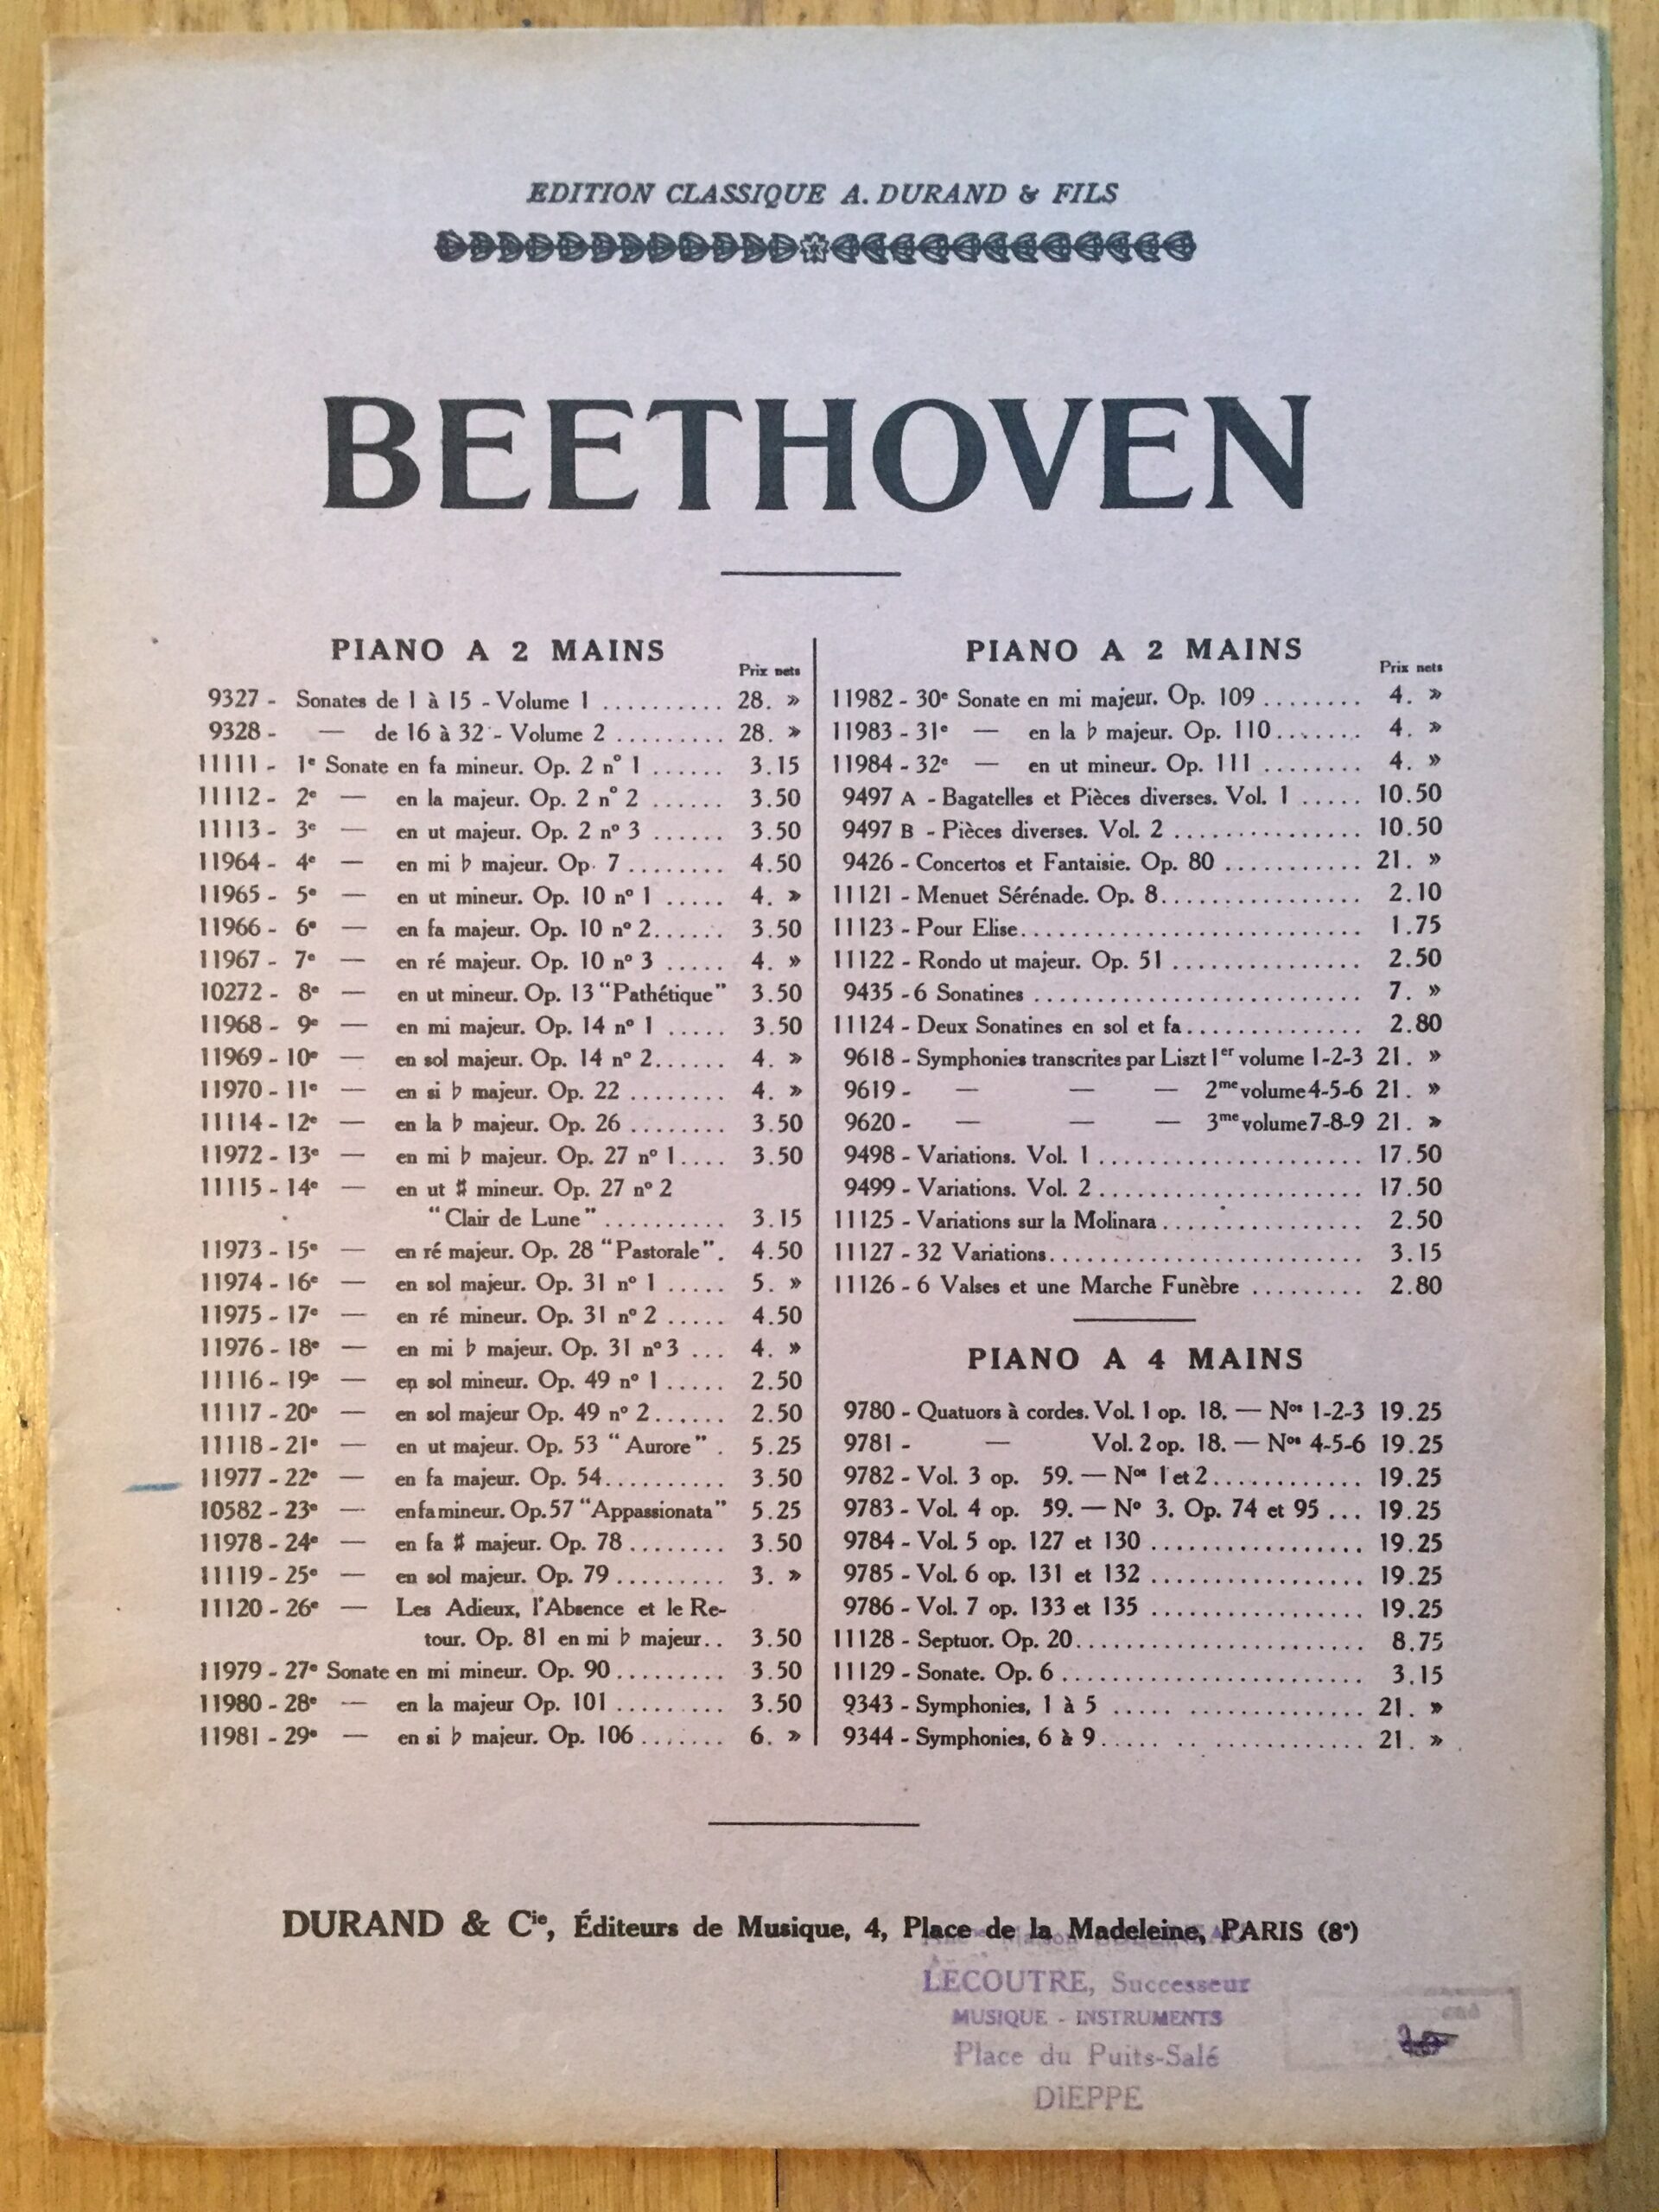 EDITION CLASSIQUE A. DURAND & FILS
BEETHOVEN
PIANO A 2 MAINS
Prix nets
9327 - Sonates de 1 à 15 - Volume 1 .......... 28. »
9328 - — de 16 à 32 - Volume 2 ......... 28. »
11111 - 1e Sonate en fa mineur. Op. 2 n° 1 ...... 3.15
11112 - 2e — en la majeur. Op. 2 n° 2 ...... 3.50
11113 - 3e — en ut majeur. Op. 2 n° 3 ...... 3.50
11964 - 4e — en mi ♭ majeur. Op. 7 ........ 4.50
11965 - 5e — en ut mineur. Op. 10 n° 1 ..... 4. »
11966 - 6e — en fa majeur. Op. 10 n° 2...... 3.50
11967 - 7e — en ré majeur. Op. 10 n° 3 ..... 4. »
10272 - 8e — en ut mineur. Op. 13 “Pathétique” 3.50
11968 - 9e — en mi majeur. Op. 14 n° 1 ..... 3.50
11969 - 10e — en sol majeur. Op. 14 n° 2...... 4. »
11970 - 11e — en si ♭ majeur. Op. 22 ........ 4. »
11114 - 12e — en la ♭ majeur. Op. 26 ........ 3.50
11972 - 13e — en mi ♭ majeur. Op. 27 n° 1.... 3.50
11115 - 14e — en ut ♯ mineur. Op. 27 n° 2
“Clair de Lune” .......... 3.15
11973 - 15e — en ré majeur. Op. 28 “Pastorale”. 4.50
11974 - 16e — en sol majeur. Op. 31 n° 1 ..... 5. »
11975 - 17e — en ré mineur. Op. 31 n° 2 ..... 4.50
11976 - 18e — en mi ♭ majeur. Op. 31 n° 3 ... 4. »
11116 - 19e — en sol mineur. Op. 49 n° 1 ..... 2.50
11117 - 20e — en sol majeur Op. 49 n° 2...... 2.50
11118 - 21e — en ut majeur. Op. 53 “Aurore” . 5.25
11977 - 22e — en fa majeur. Op. 54.......... 3.50
10582 - 23e — en fa mineur. Op. 57 “Appassionata” 5.25
11978 - 24e — en fa ♯ majeur. Op. 78 ........ 3.50
11119 - 25e — en sol majeur. Op. 79 ......... 3. »
11120 - 26e — Les Adieux, l'Absence et le Re-
tour. Op. 81 en mi ♭ majeur.. 3.50
11979 - 27e Sonate en mi mineur. Op. 90 ......... 3.50
11980 - 28e — en la majeur Op. 101 ......... 3.50
11981 - 29e — en si ♭ majeur. Op. 106 ....... 6. »
PIANO A 2 MAINS
Prix nets
11982 - 30e Sonate en mi majeur. Op. 109 ........ 4. »
11983 - 31e — en la ♭ majeur. Op. 110....... 4. »
11984 - 32e — en ut mineur. Op. 111 ........ 4. »
9497 A - Bagatelles et Pièces diverses. Vol. 1 ..... 10.50
9497 B - Pièces diverses. Vol. 2 ............... 10.50
9426 - Concertos et Fantaisie. Op. 80 ........... 21. »
11121 - Menuet Sérénade. Op. 8................ 2.10
11123 - Pour Elise........................... 1.75
11122 - Rondo ut majeur. Op. 51 ............... 2.50
9435 - 6 Sonatines .......................... 7. »
11124 - Deux Sonatines en sol et fa.............. 2.80
9618 - Symphonies transcrites par Liszt 1er volume 1-2-3 21. »
9619 - — — — 2me volume 4-5-6 21. »
9620 - — — — 3me volume 7-8-9 21. »
9498 - Variations. Vol. 1 ..................... 17.50
9499 - Variations. Vol. 2 ..................... 17.50
11125 - Variations sur la Molinara................ 2.50
11127 - 32 Variations......................... 3.15
11126 - 6 Valses et une Marche Funèbre ......... 2.80
PIANO A 4 MAINS
9780 - Quatuors à cordes. Vol. 1 op. 18. — Nos 1-2-3 19.25
9781 - — Vol. 2 op. 18. — Nos 4-5-6 19.25
9782 - Vol. 3 op. 59. — Nos 1 et 2............ 19.25
9783 - Vol. 4 op. 59. — N° 3. Op. 74 et 95 ... 19.25
9784 - Vol. 5 op. 127 et 130 ................. 19.25
9785 - Vol. 6 op. 131 et 132 ................. 19.25
9786 - Vol. 7 op. 133 et 135 ................. 19.25
11128 - Septuor. Op. 20....................... 8.75
11129 - Sonate. Op. 6 ........................ 3.15
9343 - Symphonies, 1 à 5 ..... .............. 21. »
9344 - Symphonies, 6 à 9..... .. ............ 21. »
DURAND & Cie, Éditeurs de Musique, 4, Place de la Madeleine, PARIS (8e)
Maison
LECOUTRE, Successeur
MUSIQUE - INSTRUMENTS
Place du Puits-Salé
DIEPPE